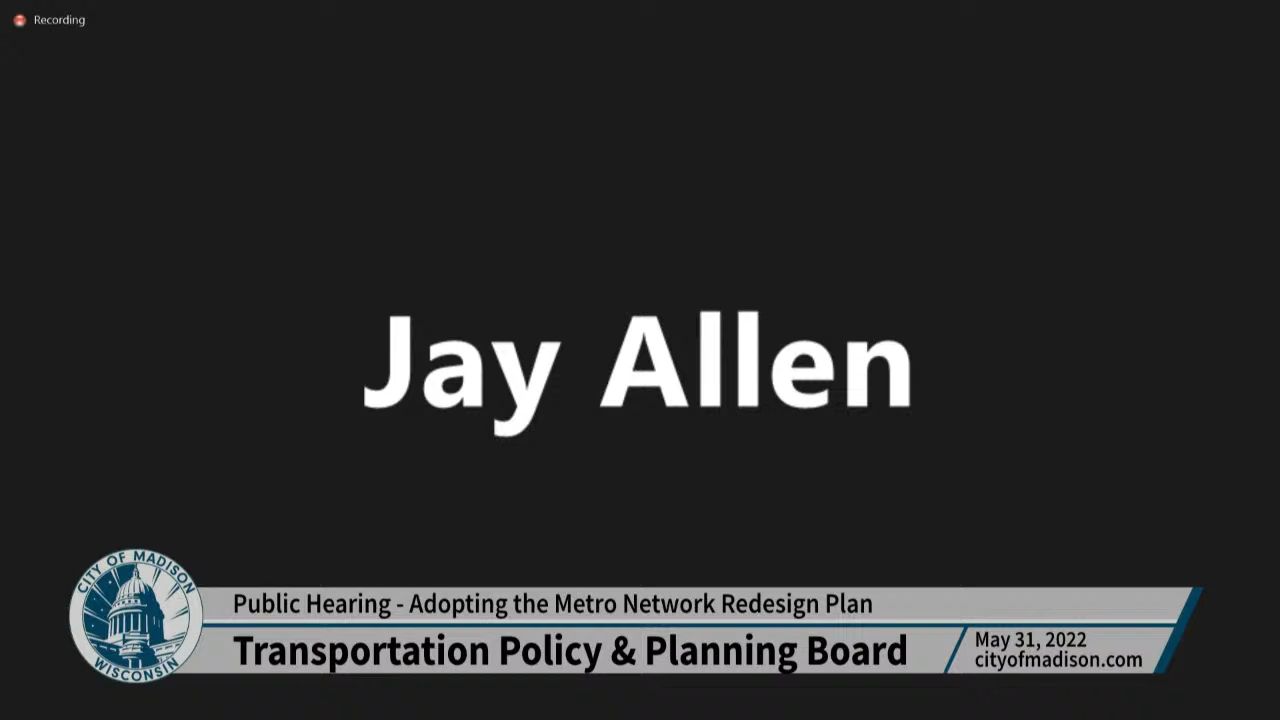 Recording
Jay Allen
CITY OF MADISON
WISCONSIN
Public Hearing - Adopting the Metro Network Redesign Plan
Transportation Policy & Planning Board
May 31, 2022
cityofmadison.com